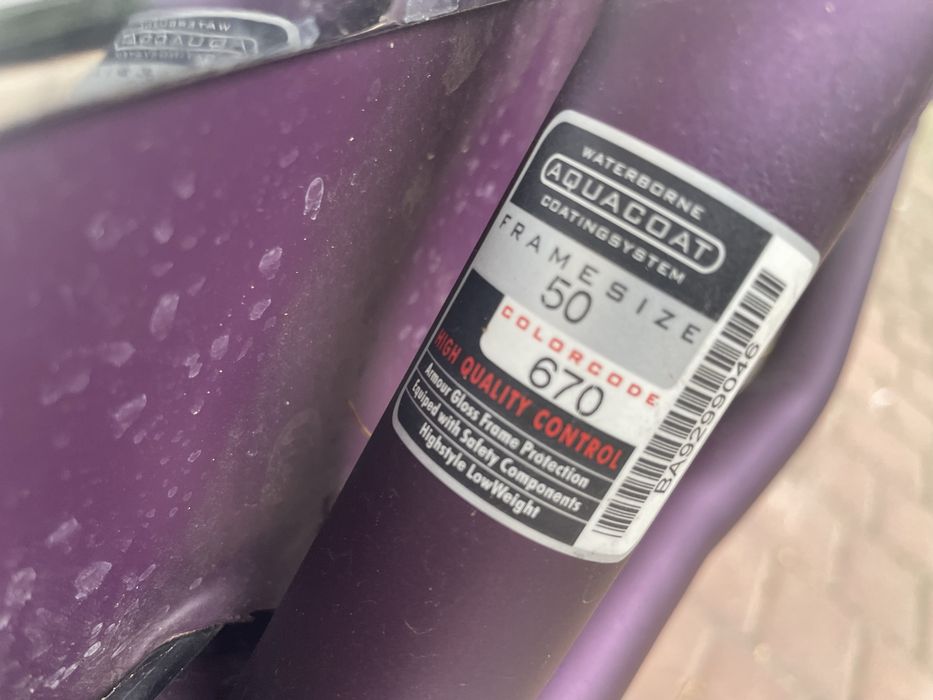 WATERBORNE
AQUACOAT
COATINGSYSTEM
FRAMESIZE
50
COLORCODE
670
HIGH QUALITY CONTROL
Armour Gloss Frame Protection
Equiped with Safety Components
Highstyle LowWeight
BA9299046